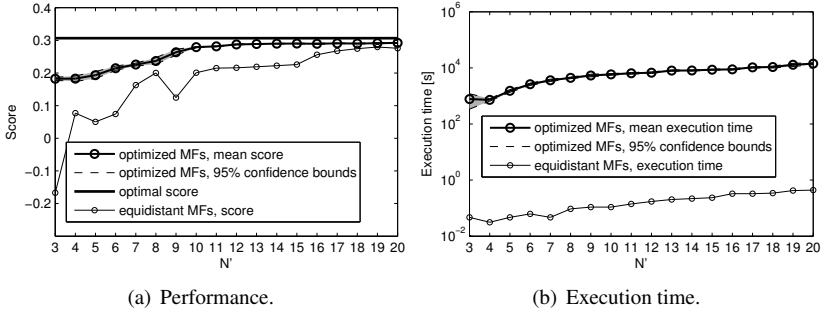 0.4
0.3
0.2
0.1
0
−0.1
−0.2
Score
optimized MFs, mean score
optimized MFs, 95% confidence bounds
optimal score
equidistant MFs, score
3 4 5 6 7 8 9 10 11 12 13 14 15 16 17 18 19 20
N'
(a) Performance.
10^6
10^4
10^2
10^0
10^−2
Execution time [s]
optimized MFs, mean execution time
optimized MFs, 95% confidence bounds
equidistant MFs, execution time
3 4 5 6 7 8 9 10 11 12 13 14 15 16 17 18 19 20
N'
(b) Execution time.